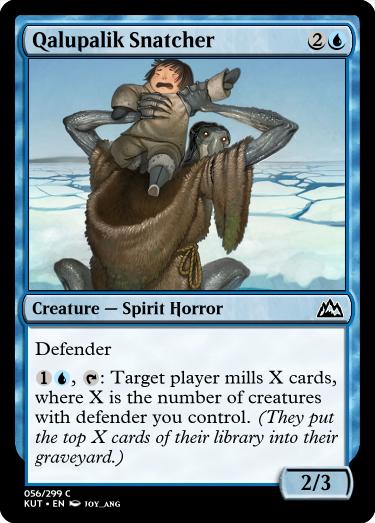 Qalupalik Snatcher 2
Creature — Spirit Horror
Defender
1 , : Target player mills X cards,
where X is the number of creatures
with defender you control. (They put
the top X cards of their library into their
graveyard.)
2/3
056/299 C
KUT • EN JOY_ANG